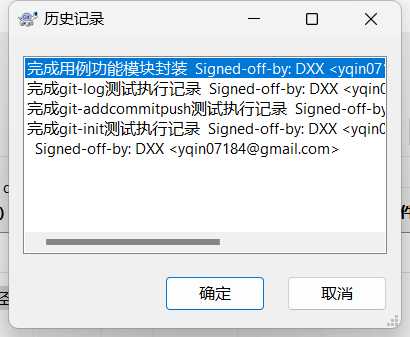 历史记录
完成用例功能模块封装 Signed-off-by: DXX <yqin071
完成git-log测试执行记录 Signed-off-by: DXX <yqin0
完成git-addcommitpush测试执行记录 Signed-off-by
完成git-init测试执行记录 Signed-off-by: DXX <yqin07
Signed-off-by: DXX <yqin07184@gmail.com>
确定
取消